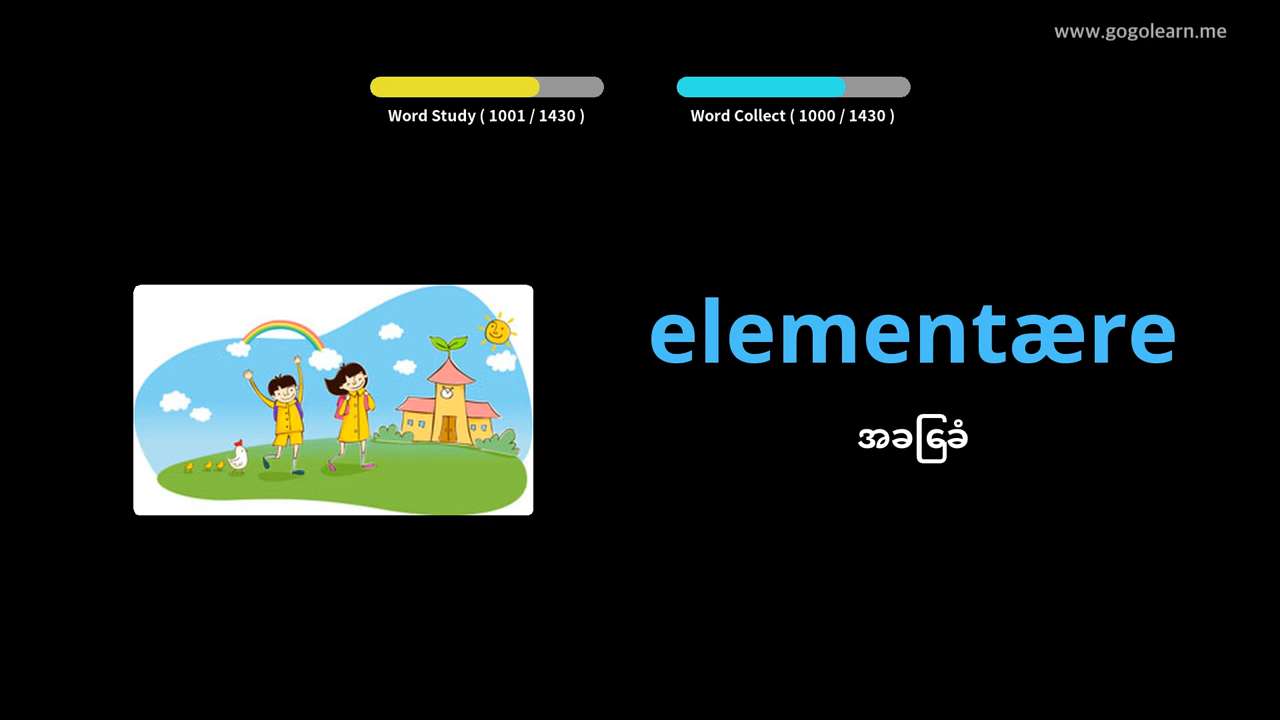 www.gogolearn.me
Word Study ( 1001 / 1430 )
Word Collect ( 1000 / 1430 )
elementære
အခြေခံ